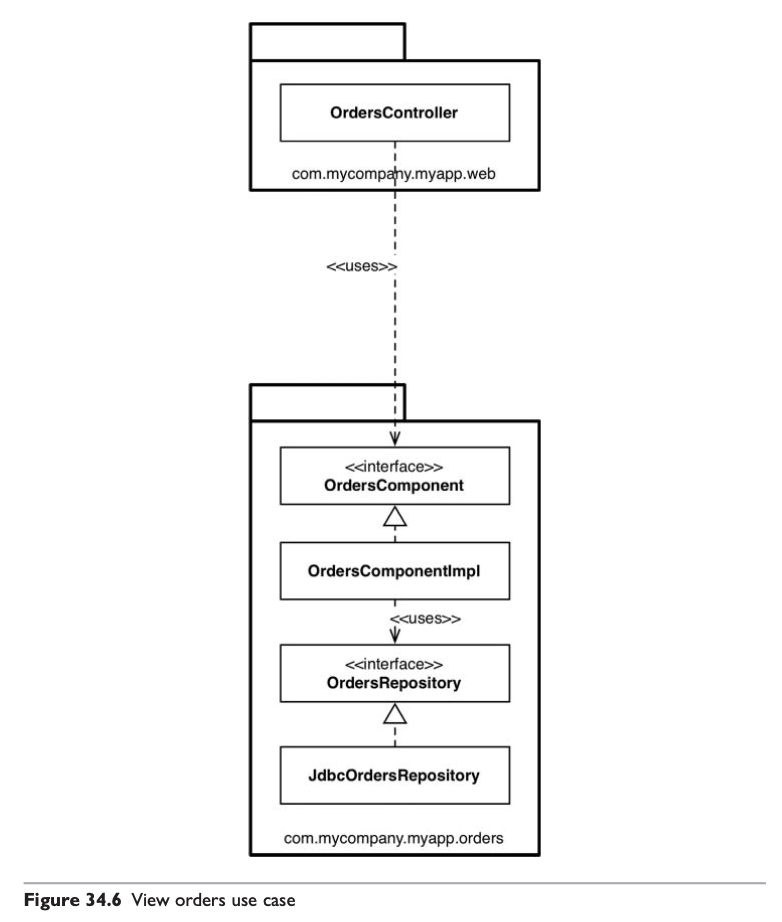 OrdersController
com.mycompany.myapp.web
<<uses>>
<<interface>>
OrdersComponent
OrdersComponentImpl
<<uses>>
<<interface>>
OrdersRepository
JdbcOrdersRepository
com.mycompany.myapp.orders
Figure 34.6 View orders use case